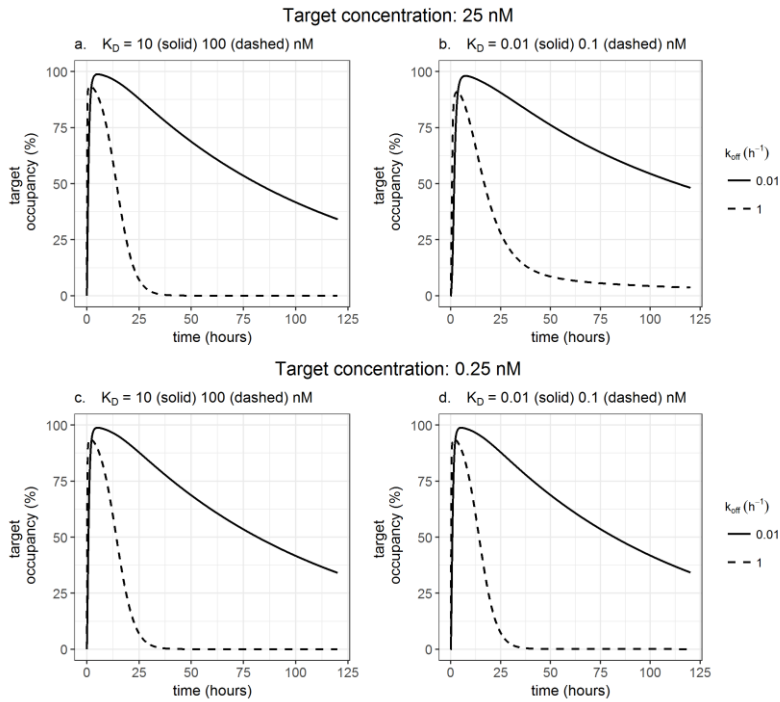 Target concentration: 25 nM
a. K_D = 10 (solid) 100 (dashed) nM
b. K_D = 0.01 (solid) 0.1 (dashed) nM
100
75
50
25
0
target
occupancy (%)
0 25 50 75 100 125
time (hours)
100
75
50
25
0
target
occupancy (%)
0 25 50 75 100 125
time (hours)
k_off (h⁻¹)
0.01
1
Target concentration: 0.25 nM
c. K_D = 10 (solid) 100 (dashed) nM
d. K_D = 0.01 (solid) 0.1 (dashed) nM
100
75
50
25
0
target
occupancy (%)
0 25 50 75 100 125
time (hours)
100
75
50
25
0
target
occupancy (%)
0 25 50 75 100 125
time (hours)
k_off (h⁻¹)
0.01
1